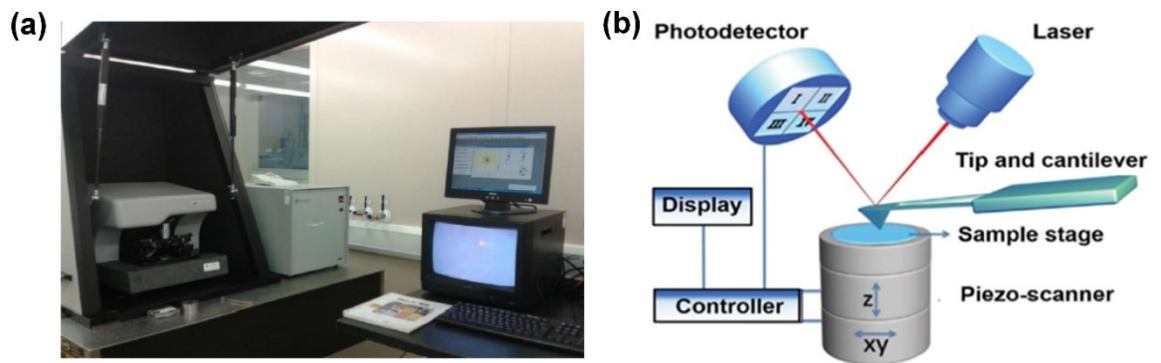 (a)
(b)
Photodetector
Laser
I II
III IV
Tip and cantilever
Display
Sample stage
Controller
Z
Piezo-scanner
xy